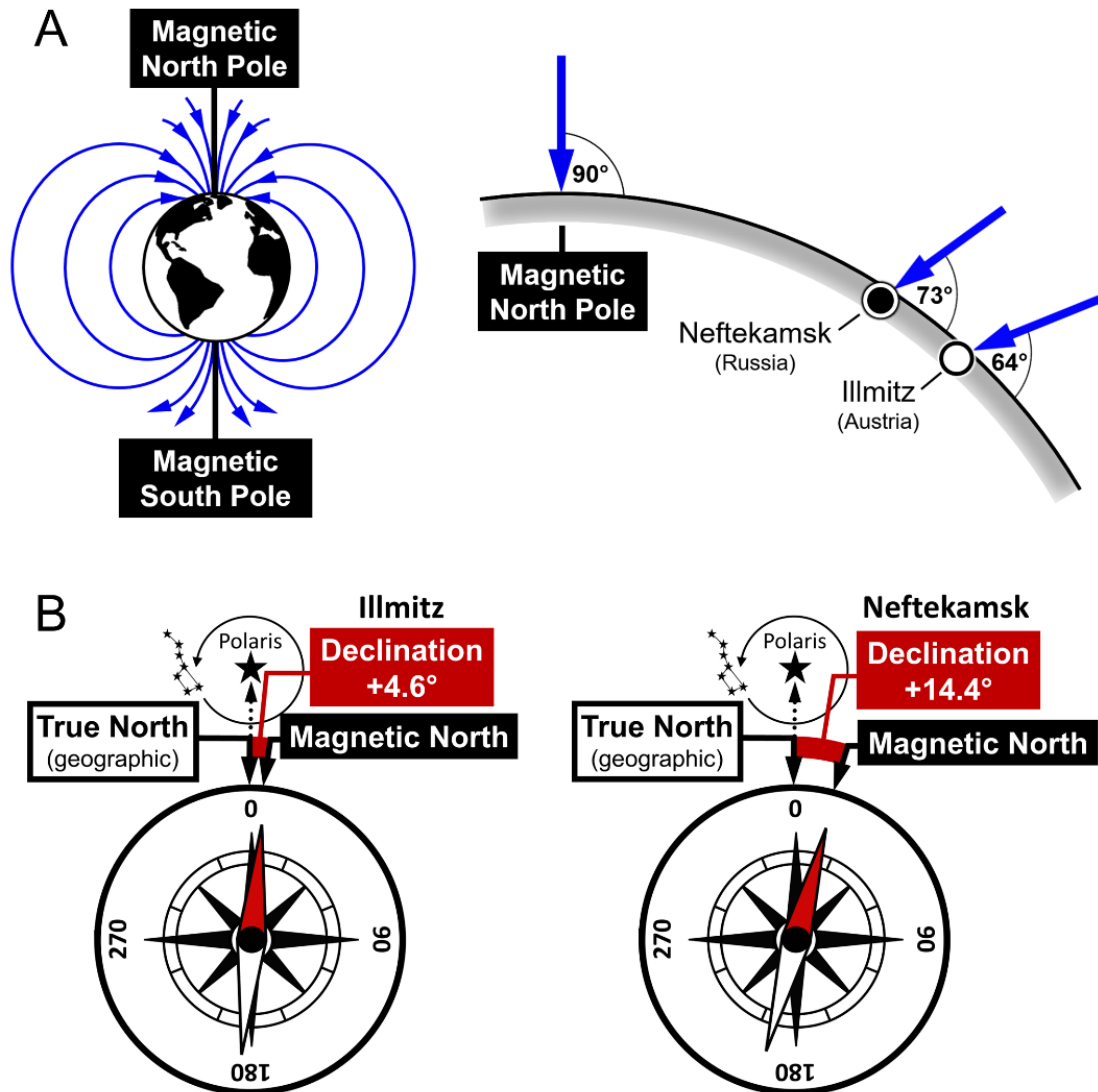 A
Magnetic
North Pole
Magnetic
South Pole
90°
Magnetic
North Pole
73°
Neftekamsk
(Russia)
64°
Illmitz
(Austria)
B
Illmitz
Polaris
Declination
+4.6°
True North
(geographic)
Magnetic North
0
90
180
270
Neftekamsk
Polaris
Declination
+14.4°
True North
(geographic)
Magnetic North
0
90
180
270